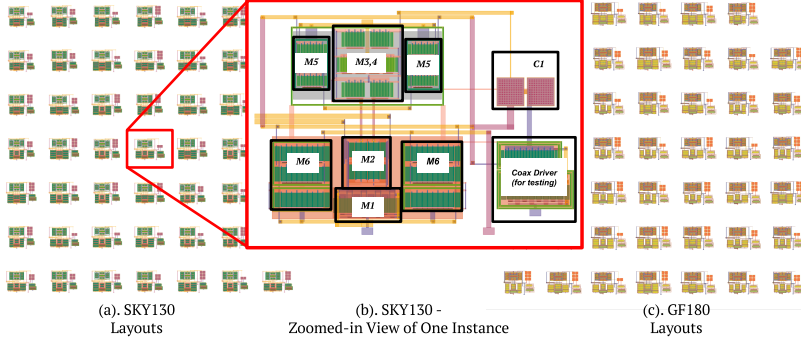 M5
M3,4
M5
C1
M6
M2
M6
M1
Coax Driver
(for testing)
(a). SKY130
Layouts
(b). SKY130 -
Zoomed-in View of One Instance
(c). GF180
Layouts